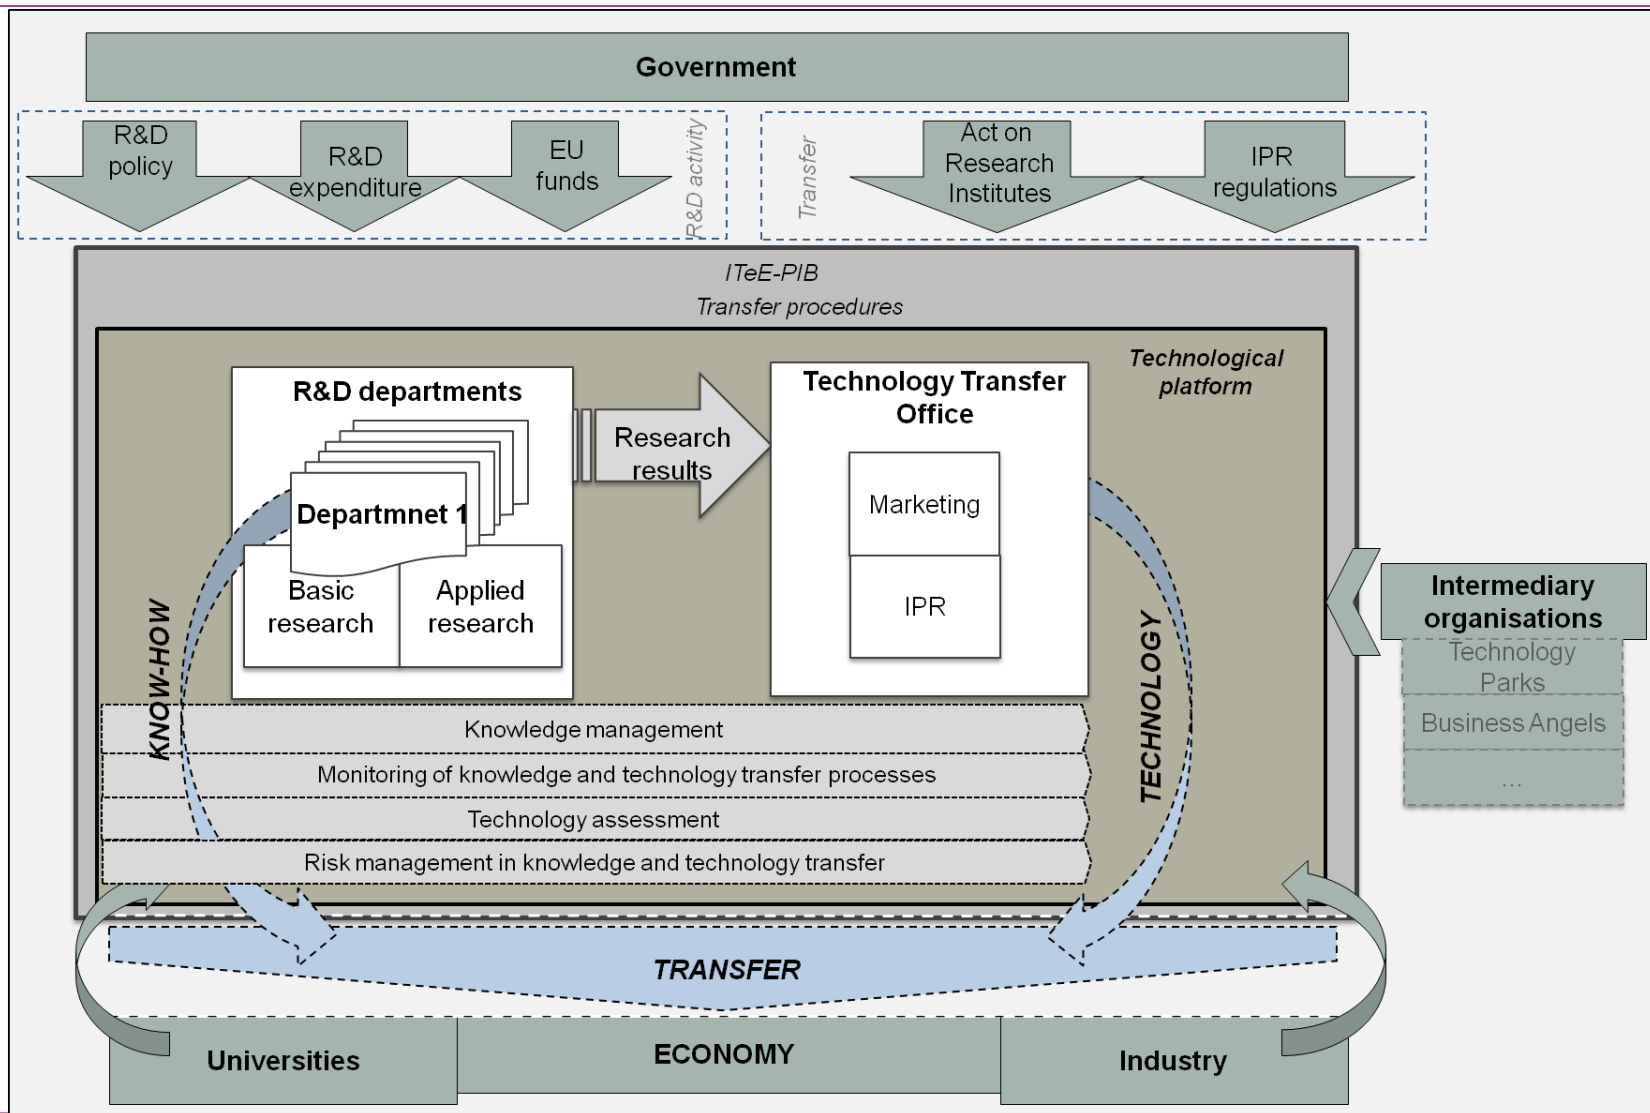 Government
R&D
policy
R&D
expenditure
EU
funds
R&D activity
Transfer
Act on
Research
Institutes
IPR
regulations
ITeE-PIB
Transfer procedures
Technological
platform
R&D departments
Departmnet 1
Basic
research
Applied
research
Research
results
Technology Transfer
Office
Marketing
IPR
KNOW-HOW
TECHNOLOGY
Intermediary
organisations
Technology
Parks
Business Angels
...
Knowledge management
Monitoring of knowledge and technology transfer processes
Technology assessment
Risk management in knowledge and technology transfer
TRANSFER
Universities
ECONOMY
Industry